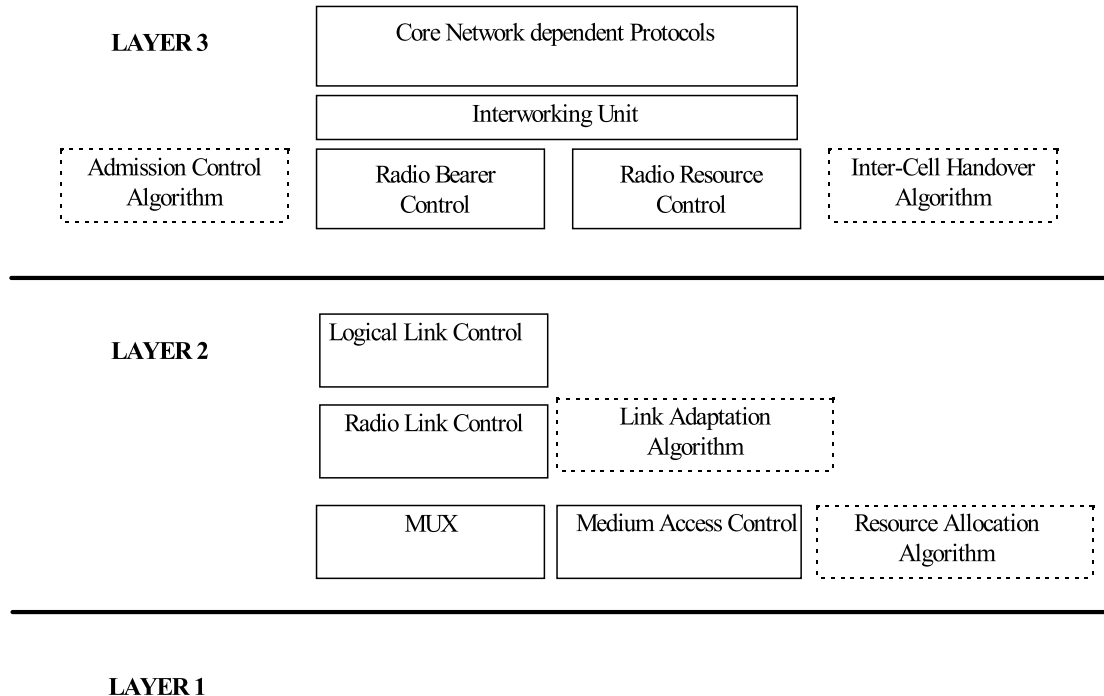 LAYER 3
Core Network dependent Protocols
Interworking Unit
Admission Control
Algorithm
Radio Bearer
Control
Radio Resource
Control
Inter-Cell Handover
Algorithm
LAYER 2
Logical Link Control
Radio Link Control
Link Adaptation
Algorithm
MUX
Medium Access Control
Resource Allocation
Algorithm
LAYER 1